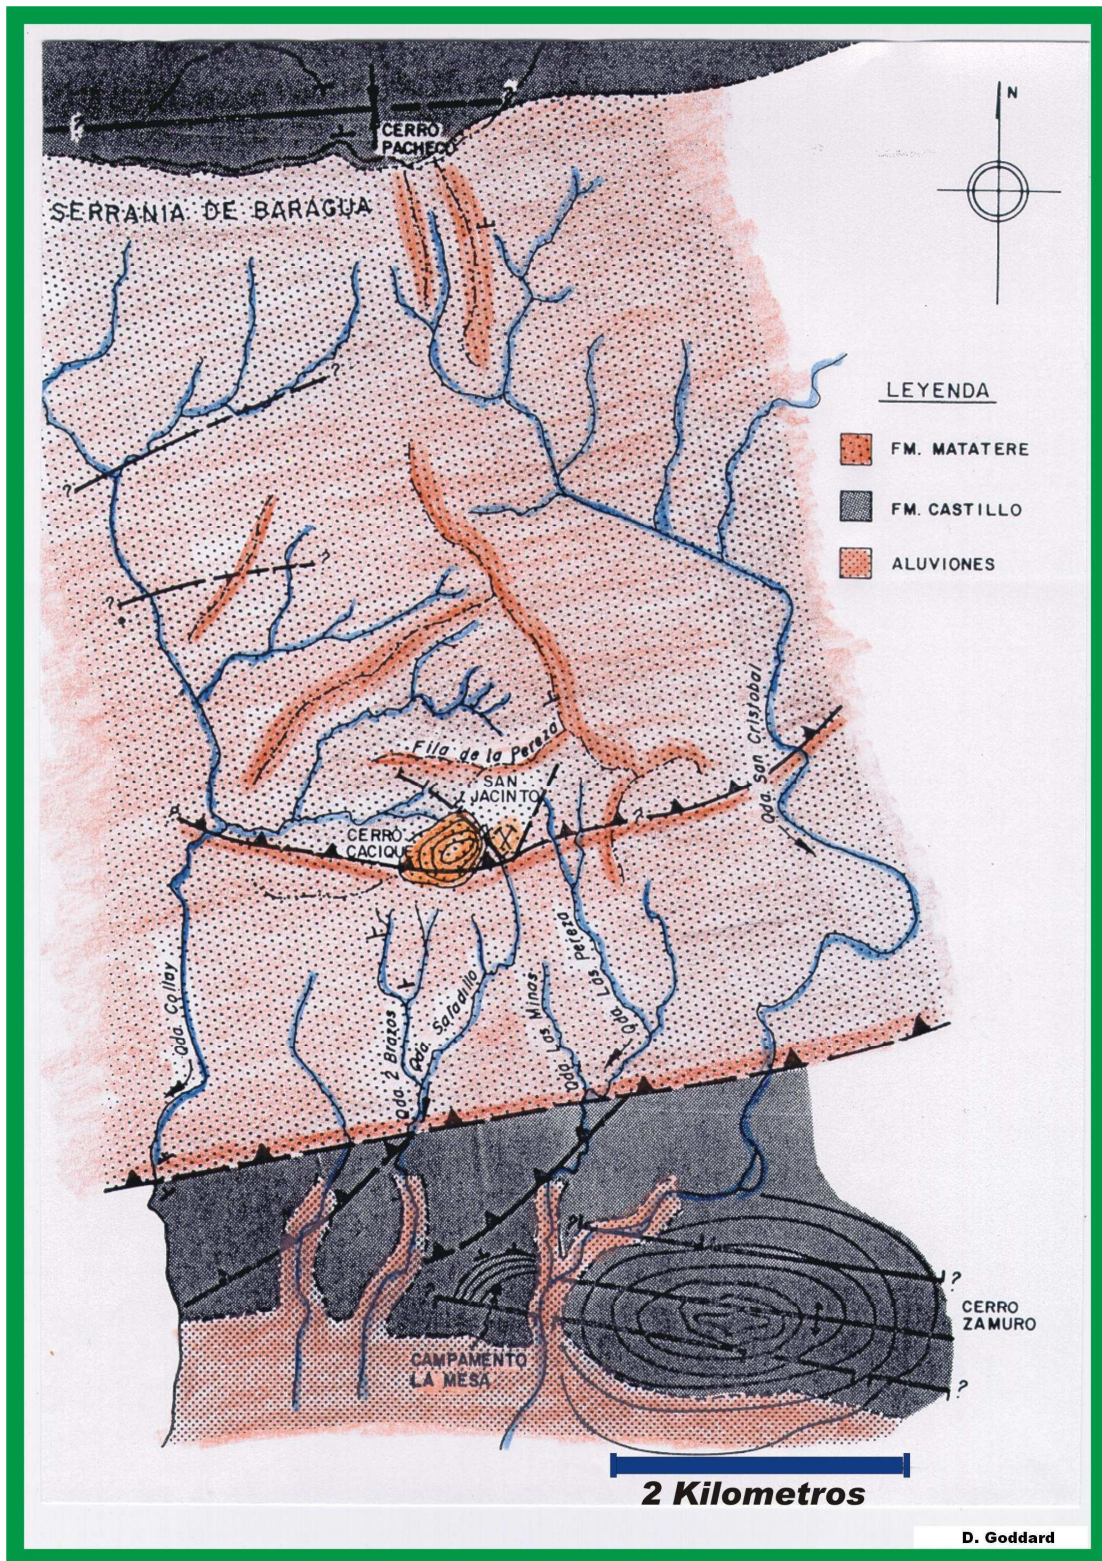 CERRO
PACHECO
N
SERRANIA DE BARAGUA
LEYENDA
FM. MATATERE
FM. CASTILLO
ALUVIONES
?
?
?
?
Qda. San Cristobal
Fila de la Pereza
SAN
JACINTO
CERRO
CACIQUE
?
Qda. Collay
Qda. 2 Brazos
Qda. Saladillo
Qda. Las Minas
Qda. La Pereza
?
?
CERRO
ZAMURO
?
CAMPAMENTO
LA MESA
2 Kilometros
D. Goddard